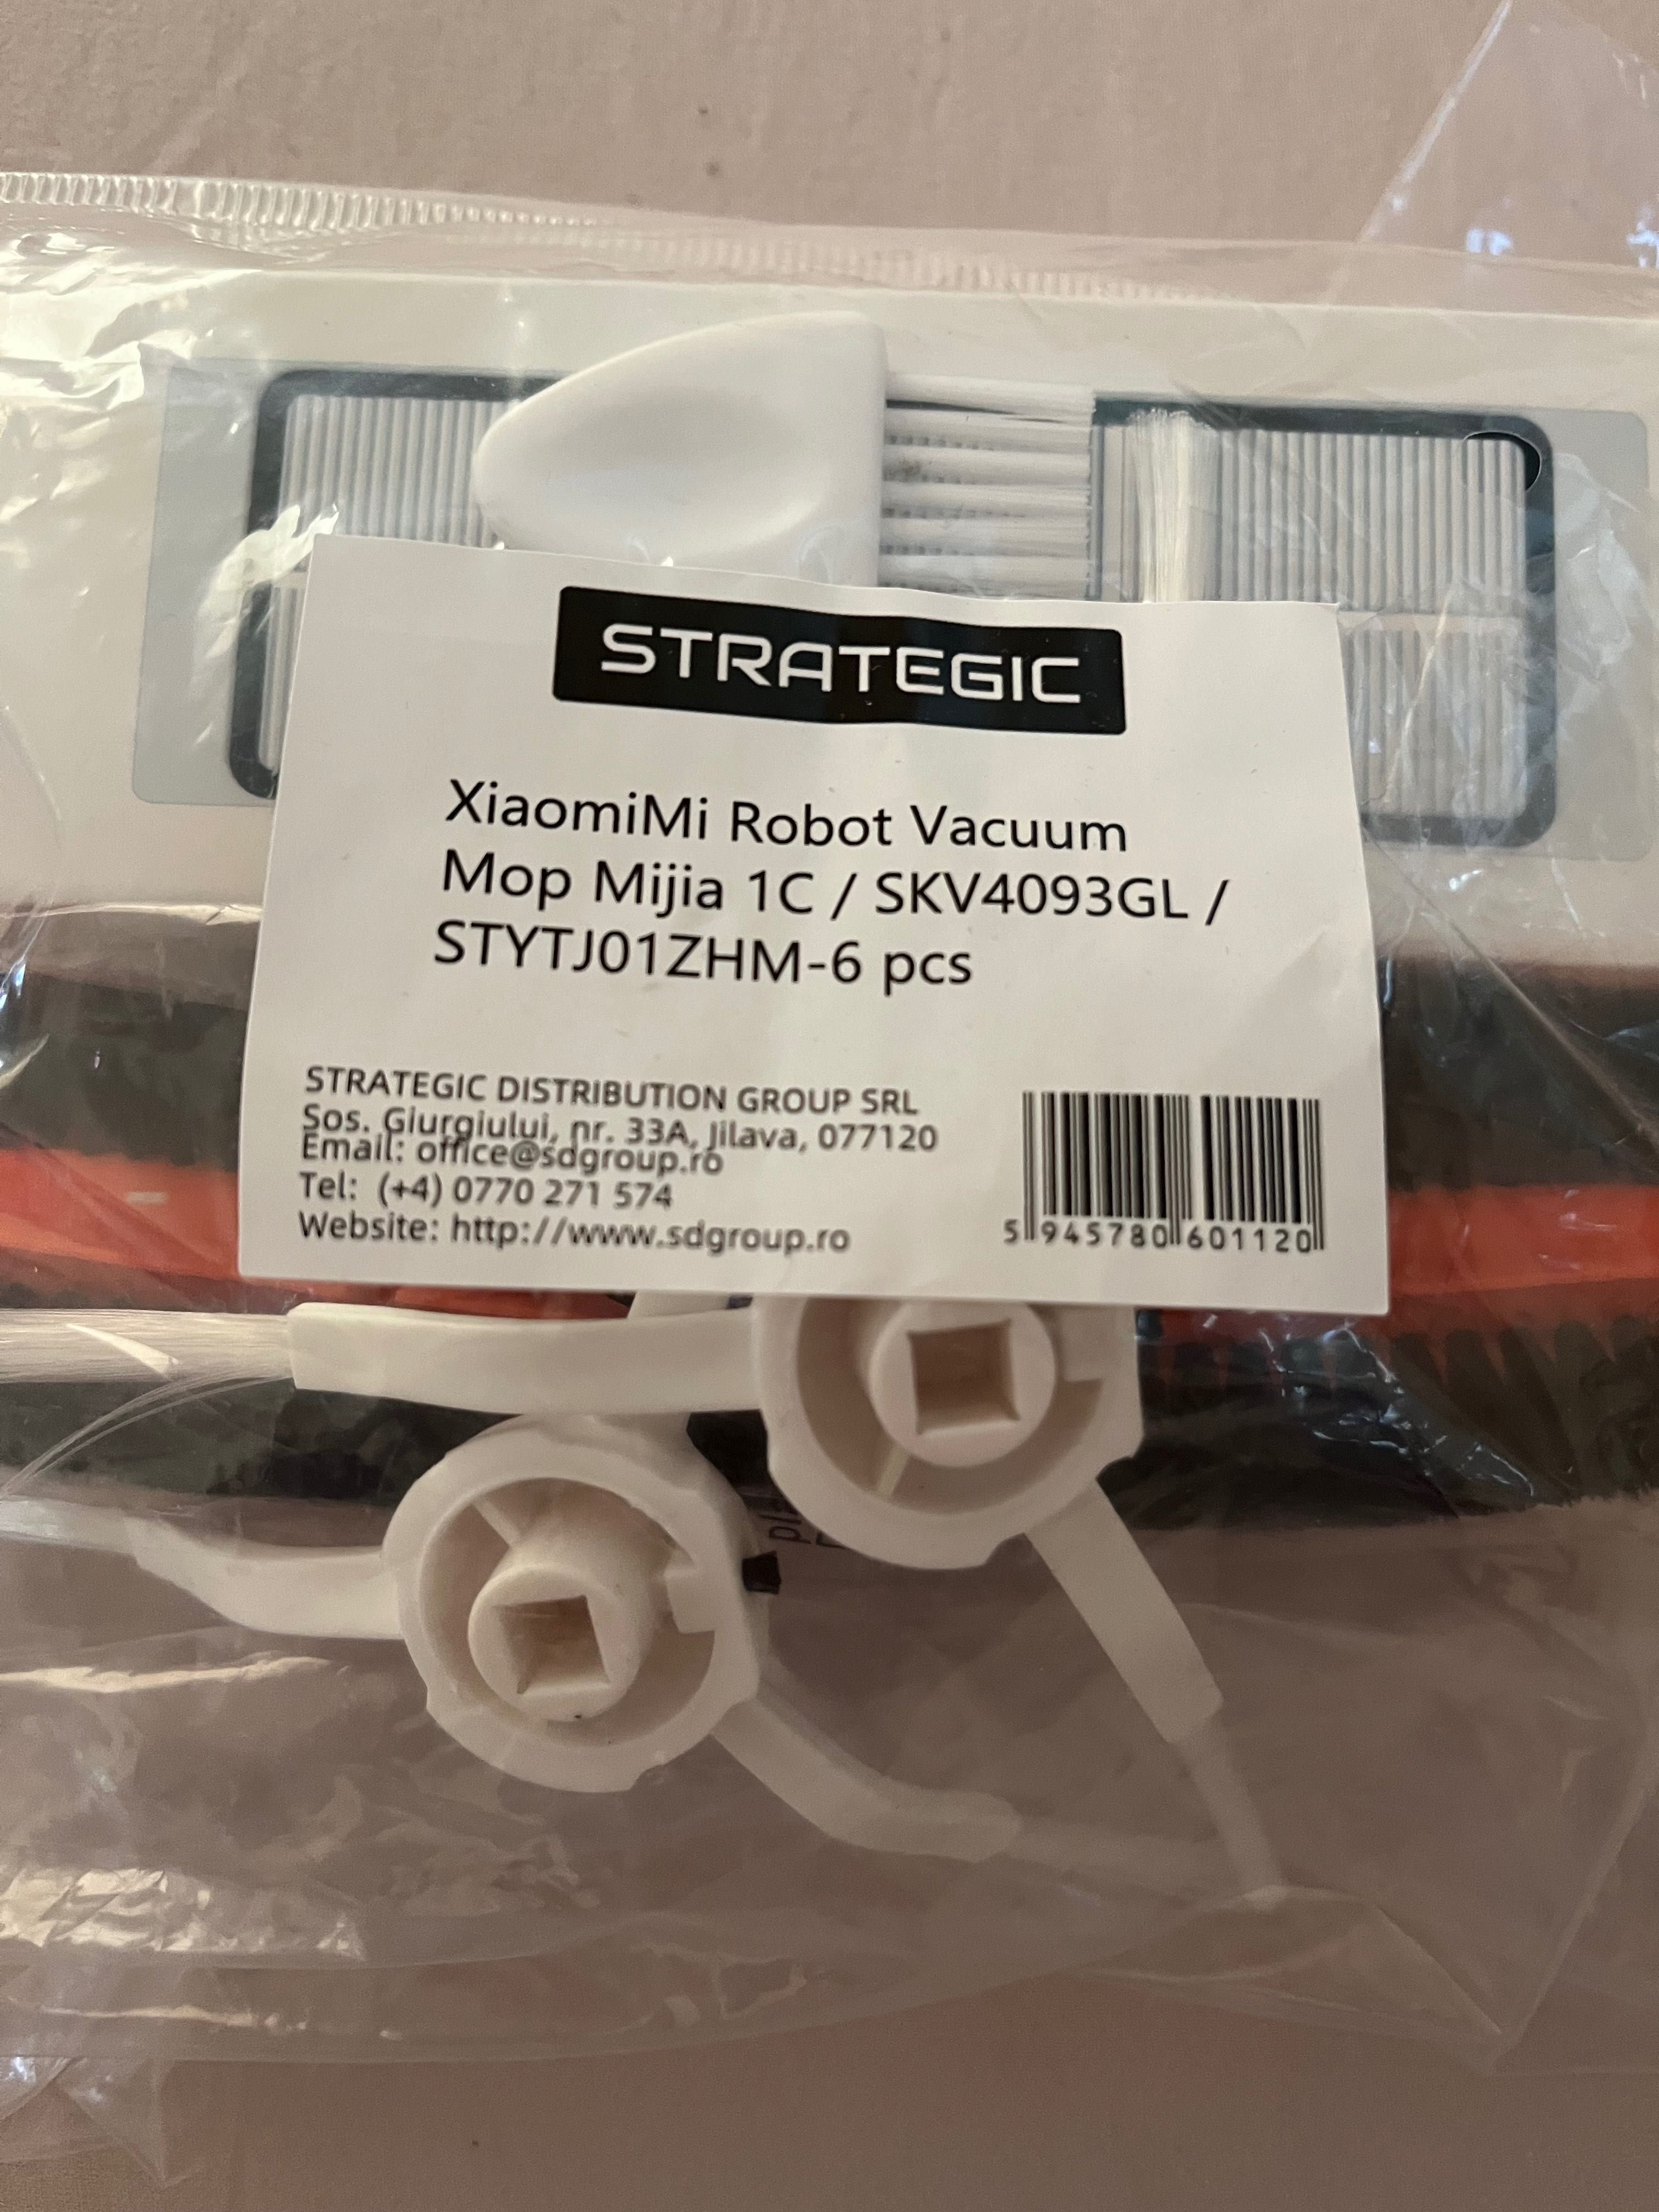 STRATEGIC
XiaomiMi Robot Vacuum
Mop Mijia 1C / SKV4093GL /
STYTJ01ZHM-6 pcs
STRATEGIC DISTRIBUTION GROUP SRL
Sos. Giurgiului, nr. 33A, Jilava, 077120
Email: office@sdgroup.ro
Tel: (+4) 0770 271 574
Website: http://www.sdgroup.ro
5 945780 601120